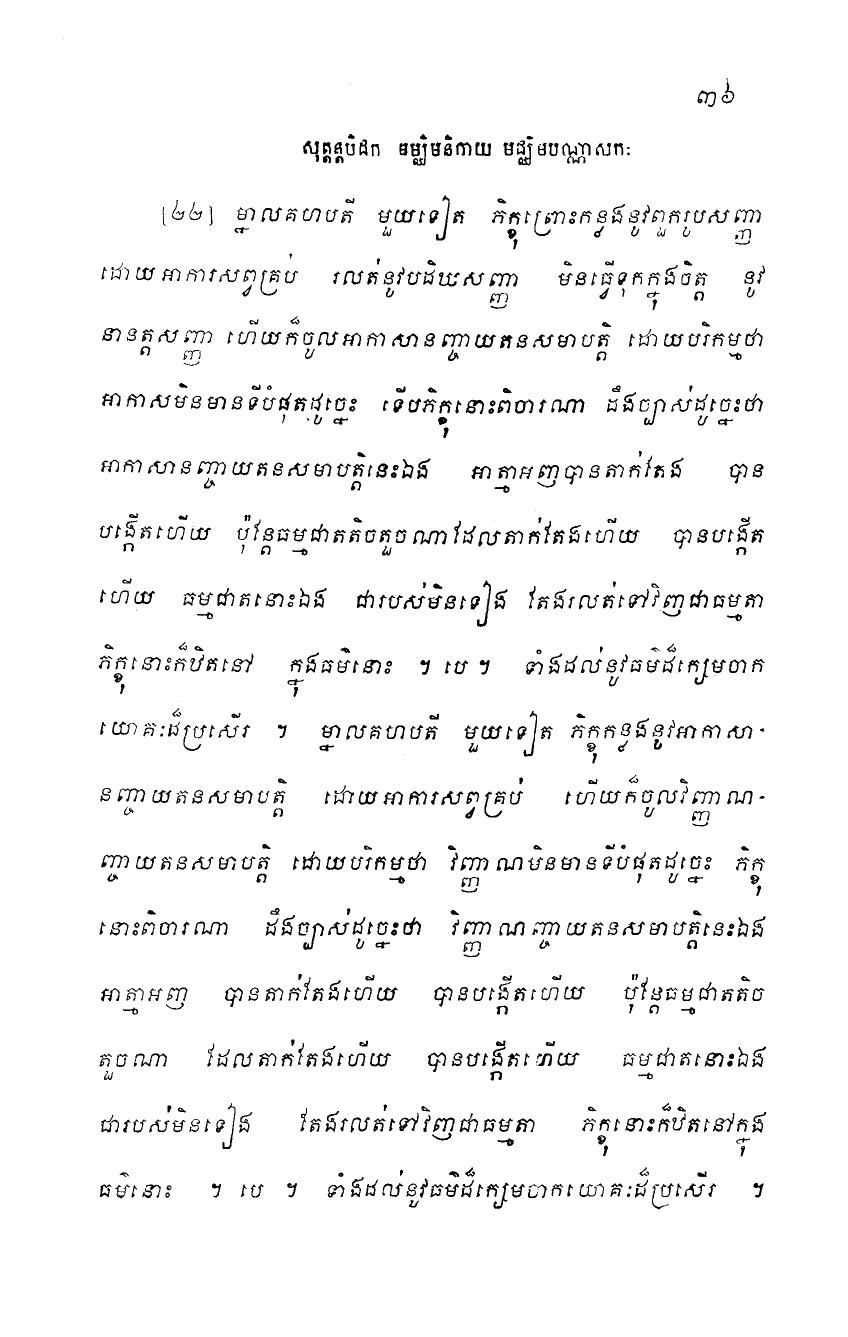 ៣៦
សុត្តន្តបិដក មជ្ឈិមនិកាយ មជ្ឈិមបណ្ណាសកៈ
[២២] ម្នាលគហបតី មួយទៀត ភិក្ខុព្រោះកន្លងនូវពួករូបសញ្ញា
ដោយអាការសព្វគ្រប់ រលត់នូវបដិឃសញ្ញា មិនធ្វើទុកក្នុងចិត្ត នូវ
នានត្តសញ្ញា ហើយក៏ចូលអាកាសានញ្ចាយតនសមាបត្តិ ដោយបរិកម្មថា
អាកាសមិនមានទីបំផុតដូច្នេះ ទើបភិក្ខុនោះពិចារណា ដឹងច្បាស់ដូច្នេះថា
អាកាសានញ្ចាយតនសមាបត្តិនេះឯង អាត្មាអញបានតាក់តែង បាន
បង្កើតហើយ ប៉ុន្តែធម្មជាតតិចតួចណាដែលតាក់តែងហើយ បានបង្កើត
ហើយ ធម្មជាតនោះឯង ជារបស់មិនទៀង តែងរលត់ទៅវិញជាធម្មតា
ភិក្ខុនោះក៏ឋិតនៅ ក្នុងធម៌នោះ ។ បេ ។ ទាំងដល់នូវធម៌ដ៏ក្សេមចាក
យោគៈដ៏ប្រសើរ ។ ម្នាលគហបតី មួយទៀត ភិក្ខុកន្លងនូវអាកាសា-
នញ្ចាយតនសមាបត្តិ ដោយអាការសព្វគ្រប់ ហើយក៏ចូលវិញ្ញាណ-
ញ្ចាយតនសមាបត្តិ ដោយបរិកម្មថា វិញ្ញាណមិនមានទីបំផុតដូច្នេះ ភិក្ខុ
នោះពិចារណា ដឹងច្បាស់ដូច្នេះថា វិញ្ញាណញ្ចាយតនសមាបត្តិនេះឯង
អាត្មាអញ បានតាក់តែងហើយ បានបង្កើតហើយ ប៉ុន្តែធម្មជាតតិច
តួចណា ដែលតាក់តែងហើយ បានបង្កើតហើយ ធម្មជាតនោះឯង
ជារបស់មិនទៀង តែងរលត់ទៅវិញជាធម្មតា ភិក្ខុនោះក៏ឋិតនៅក្នុង
ធម៌នោះ ។ បេ ។ ទាំងដល់នូវធម៌ដ៏ក្សេមចាកយោគៈដ៏ប្រសើរ ។